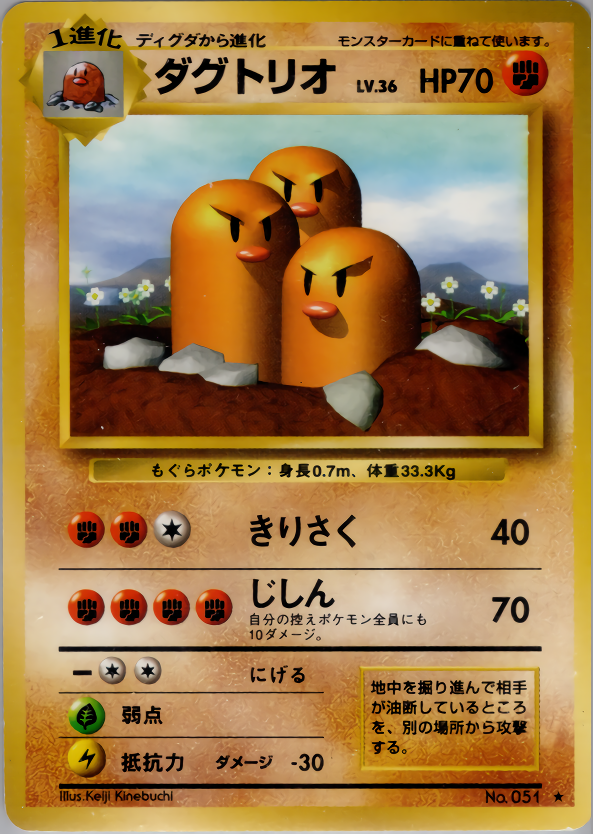 1進化 ディグダから進化 モンスターカードに重ねて使います。
ダグトリオ LV.36 HP70
もぐらポケモン：身長0.7m、体重33.3Kg
きりさく 40
じしん 70
自分の控えポケモン全員にも
10ダメージ。
にげる
弱点
抵抗力 ダメージ -30
地中を掘り進んで相手
が油断しているところ
を、別の場所から攻撃
する。
Illus.Keiji Kinebuchi No.051 ★